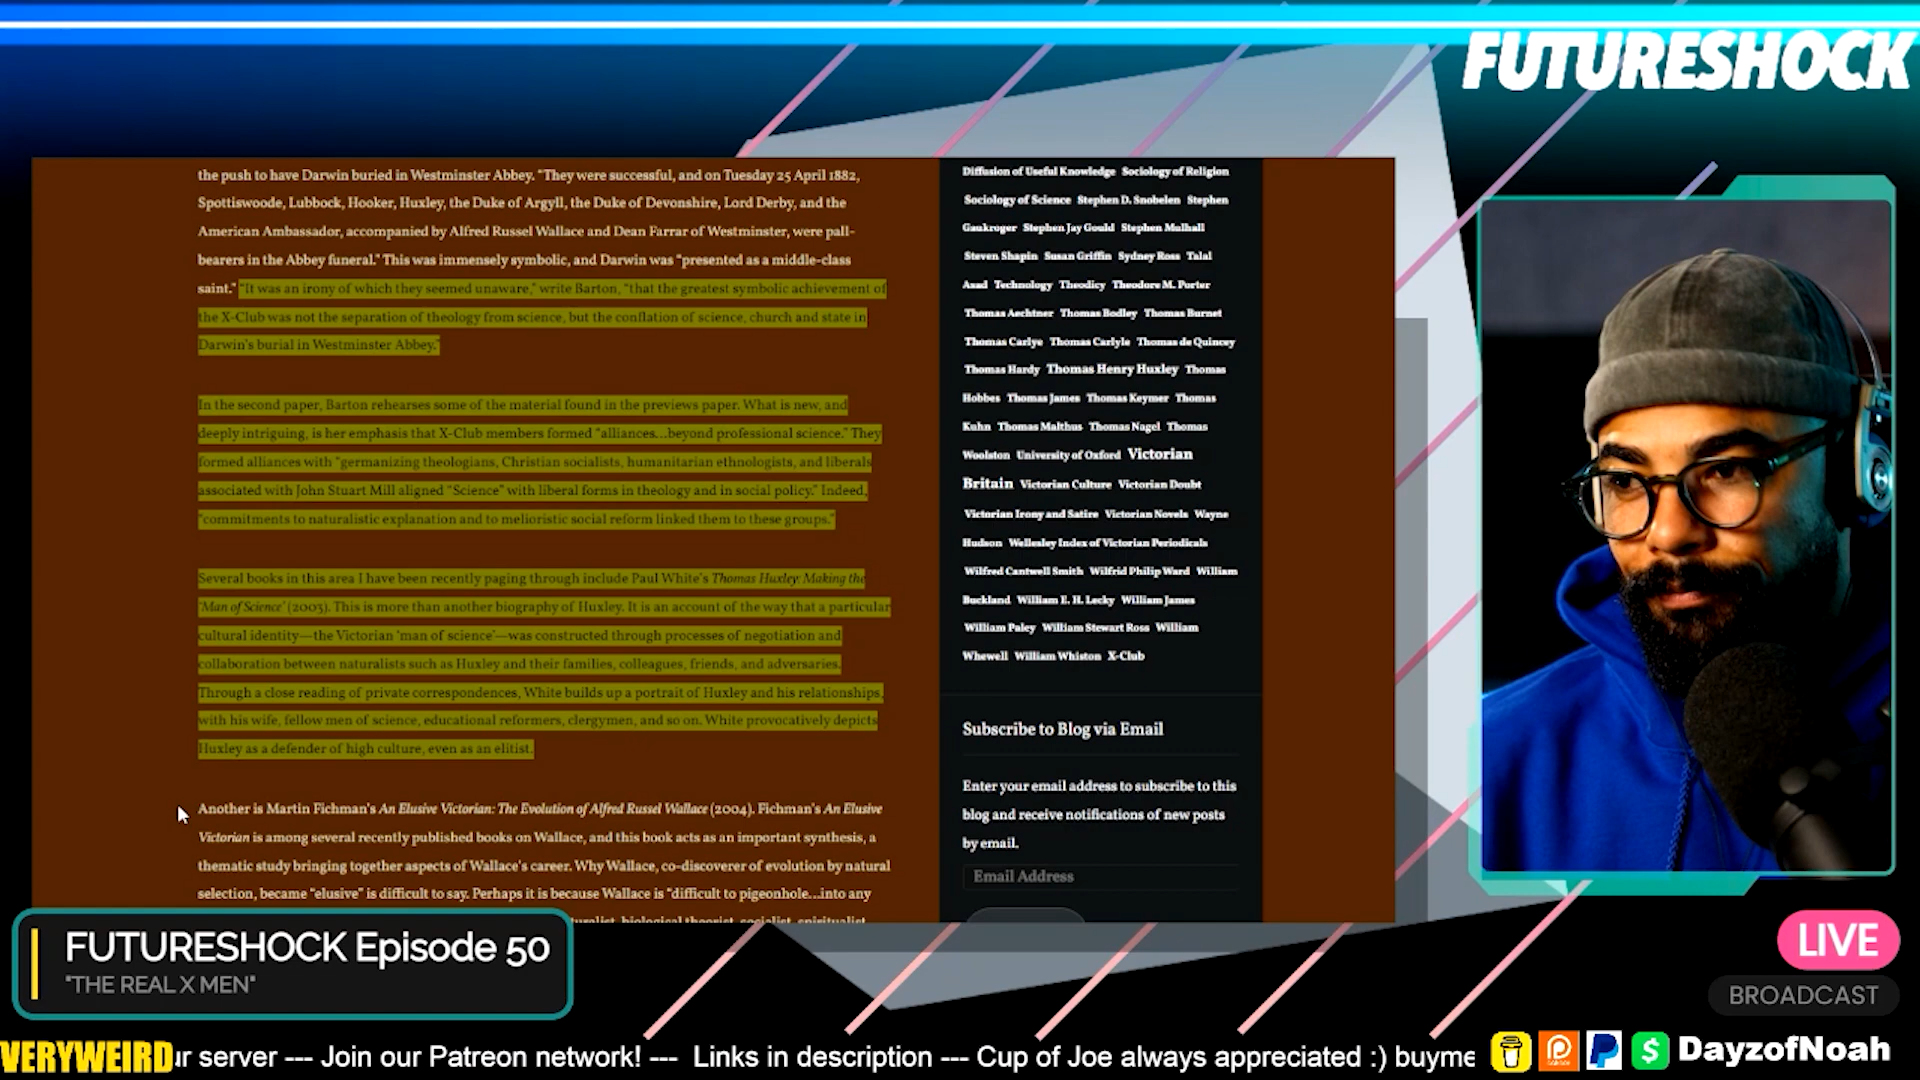 FUTURESHOCK
the push to have Darwin buried in Westminster Abbey. "They were successful, and on Tuesday 25 April 1882,
Spottiswoode, Lubbock, Hooker, Huxley, the Duke of Argyll, the Duke of Devonshire, Lord Derby, and the
American Ambassador, accompanied by Alfred Russel Wallace and Dean Farrar of Westminster, were pall-
bearers in the Abbey funeral." This was immensely symbolic, and Darwin was "presented as a middle-class
saint." "It was an irony of which they seemed unaware," write Barton, "that the greatest symbolic achievement of
the X-Club was not the separation of theology from science, but the conflation of science, church and state in
Darwin's burial in Westminster Abbey."
In the second paper, Barton rehearses some of the material found in the previews paper. What is new, and
deeply intriguing, is her emphasis that X-Club members formed "alliances...beyond professional science." They
formed alliances with "germanizing theologians, Christian socialists, humanitarian ethnologists, and liberals
associated with John Stuart Mill aligned "Science" with liberal forms in theology and in social policy." Indeed,
"commitments to naturalistic explanation and to melioristic social reform linked them to these groups."
Several books in this area I have been recently paging through include Paul White's Thomas Huxley: Making the
'Man of Science' (2003). This is more than another biography of Huxley. It is an account of the way that a particular
cultural identity—the Victorian 'man of science'—was constructed through processes of negotiation and
collaboration between naturalists such as Huxley and their families, colleagues, friends, and adversaries.
Through a close reading of private correspondences, White builds up a portrait of Huxley and his relationships,
with his wife, fellow men of science, educational reformers, clergymen, and so on. White provocatively depicts
Huxley as a defender of high culture, even as an elitist.
Another is Martin Fichman's An Elusive Victorian: The Evolution of Alfred Russel Wallace (2004). Fichman's An Elusive
Victorian is among several recently published books on Wallace, and this book acts as an important synthesis, a
thematic study bringing together aspects of Wallace's career. Why Wallace, co-discoverer of evolution by natural
selection, became "elusive" is difficult to say. Perhaps it is because Wallace is "difficult to pigeonhole...into any
biological theorist, socialist, spiritualist
Diffusion of Useful Knowledge Sociology of Religion
Sociology of Science Stephen D. Snobelen Stephen
Gaukroger Stephen Jay Gould Stephen Mulhall
Steven Shapin Susan Griffin Sydney Ross Talal
Asad Technology Theodicy Theodore M. Porter
Thomas Aechtner Thomas Bodley Thomas Burnet
Thomas Carlye Thomas Carlyle Thomas de Quincey
Thomas Hardy Thomas Henry Huxley Thomas
Hobbes Thomas James Thomas Keymer Thomas
Kuhn Thomas Malthus Thomas Nagel Thomas
Woolston University of Oxford Victorian
Britain Victorian Culture Victorian Doubt
Victorian Irony and Satire Victorian Novels Wayne
Hudson Wellesley Index of Victorian Periodicals
Wilfred Cantwell Smith Wilfrid Philip Ward William
Buckland William E. H. Lecky William James
William Paley William Stewart Ross William
Whewell William Whiston X-Club
Subscribe to Blog via Email
Enter your email address to subscribe to this
blog and receive notifications of new posts
by email.
Email Address
FUTURESHOCK Episode 50
"THE REAL X MEN"
LIVE
BROADCAST
VERYWEIRD
ur server --- Join our Patreon network! --- Links in description --- Cup of Joe always appreciated :) buyme
DayzofNoah